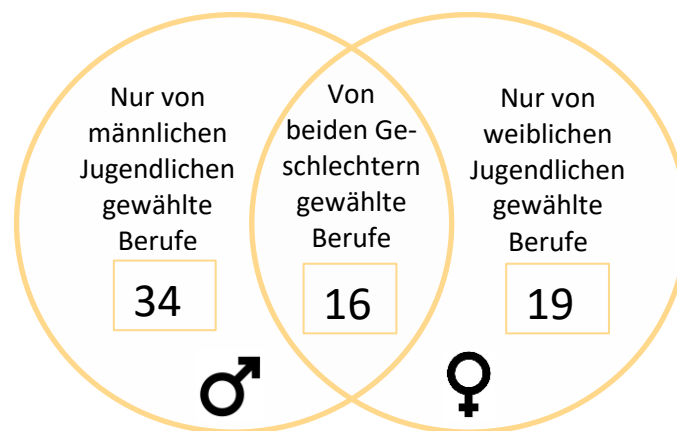 Nur von
männlichen
Jugendlichen
gewählte
Berufe
34
Von
beiden Ge-
schlechtern
gewählte
Berufe
16
Nur von
weiblichen
Jugendlichen
gewählte
Berufe
19